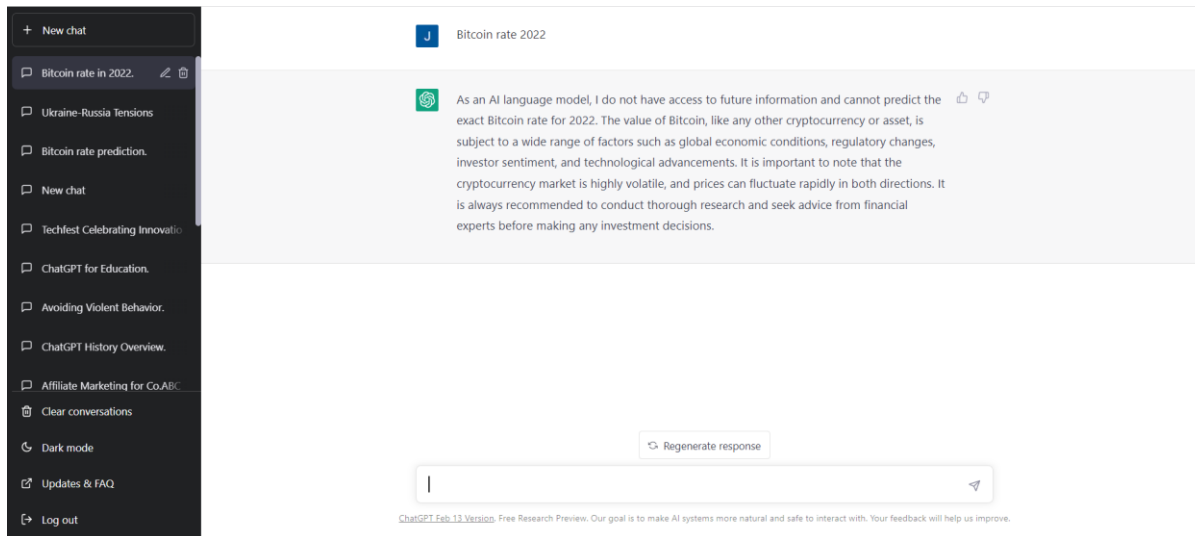 New chat
Bitcoin rate in 2022.
Ukraine-Russia Tensions
Bitcoin rate prediction.
New chat
Techfest Celebrating Innovatio
ChatGPT for Education.
Avoiding Violent Behavior.
ChatGPT History Overview.
Affiliate Marketing for Co.ABC
Clear conversations
Dark mode
Updates & FAQ
Log out
J
Bitcoin rate 2022
As an AI language model, I do not have access to future information and cannot predict the
exact Bitcoin rate for 2022. The value of Bitcoin, like any other cryptocurrency or asset, is
subject to a wide range of factors such as global economic conditions, regulatory changes,
investor sentiment, and technological advancements. It is important to note that the
cryptocurrency market is highly volatile, and prices can fluctuate rapidly in both directions. It
is always recommended to conduct thorough research and seek advice from financial
experts before making any investment decisions.
Regenerate response
ChatGPT Feb 13 Version. Free Research Preview. Our goal is to make AI systems more natural and safe to interact with. Your feedback will help us improve.